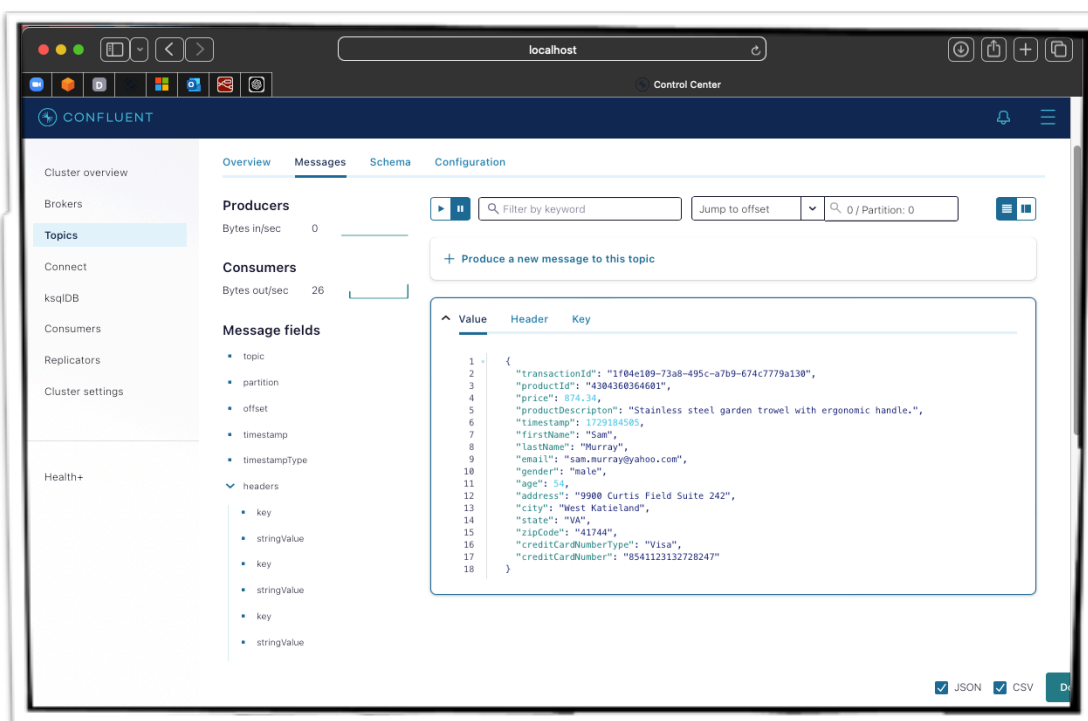 localhost
D
Control Center
CONFLUENT
Cluster overview
Brokers
Topics
Connect
ksqlDB
Consumers
Replicators
Cluster settings
Health+
Overview Messages Schema Configuration
Producers
Bytes in/sec 0
Consumers
Bytes out/sec 26
Message fields
topic
partition
offset
timestamp
timestampType
headers
key
stringValue
key
stringValue
key
stringValue
Filter by keyword
Jump to offset
0 / Partition: 0
+ Produce a new message to this topic
Value Header Key
1 {
2 "transactionId": "1f04e109-73a8-495c-a7b9-674c7779a130",
3 "productId": "4304360364601",
4 "price": 874.34,
5 "productDescripton": "Stainless steel garden trowel with ergonomic handle.",
6 "timestamp": 1729184505,
7 "firstName": "Sam",
8 "lastName": "Murray",
9 "email": "sam.murray@yahoo.com",
10 "gender": "male",
11 "age": 54,
12 "address": "9900 Curtis Field Suite 242",
13 "city": "West Katieland",
14 "state": "VA",
15 "zipCode": "41744",
16 "creditCardNumberType": "Visa",
17 "creditCardNumber": "8541123132728247"
18 }
JSON CSV